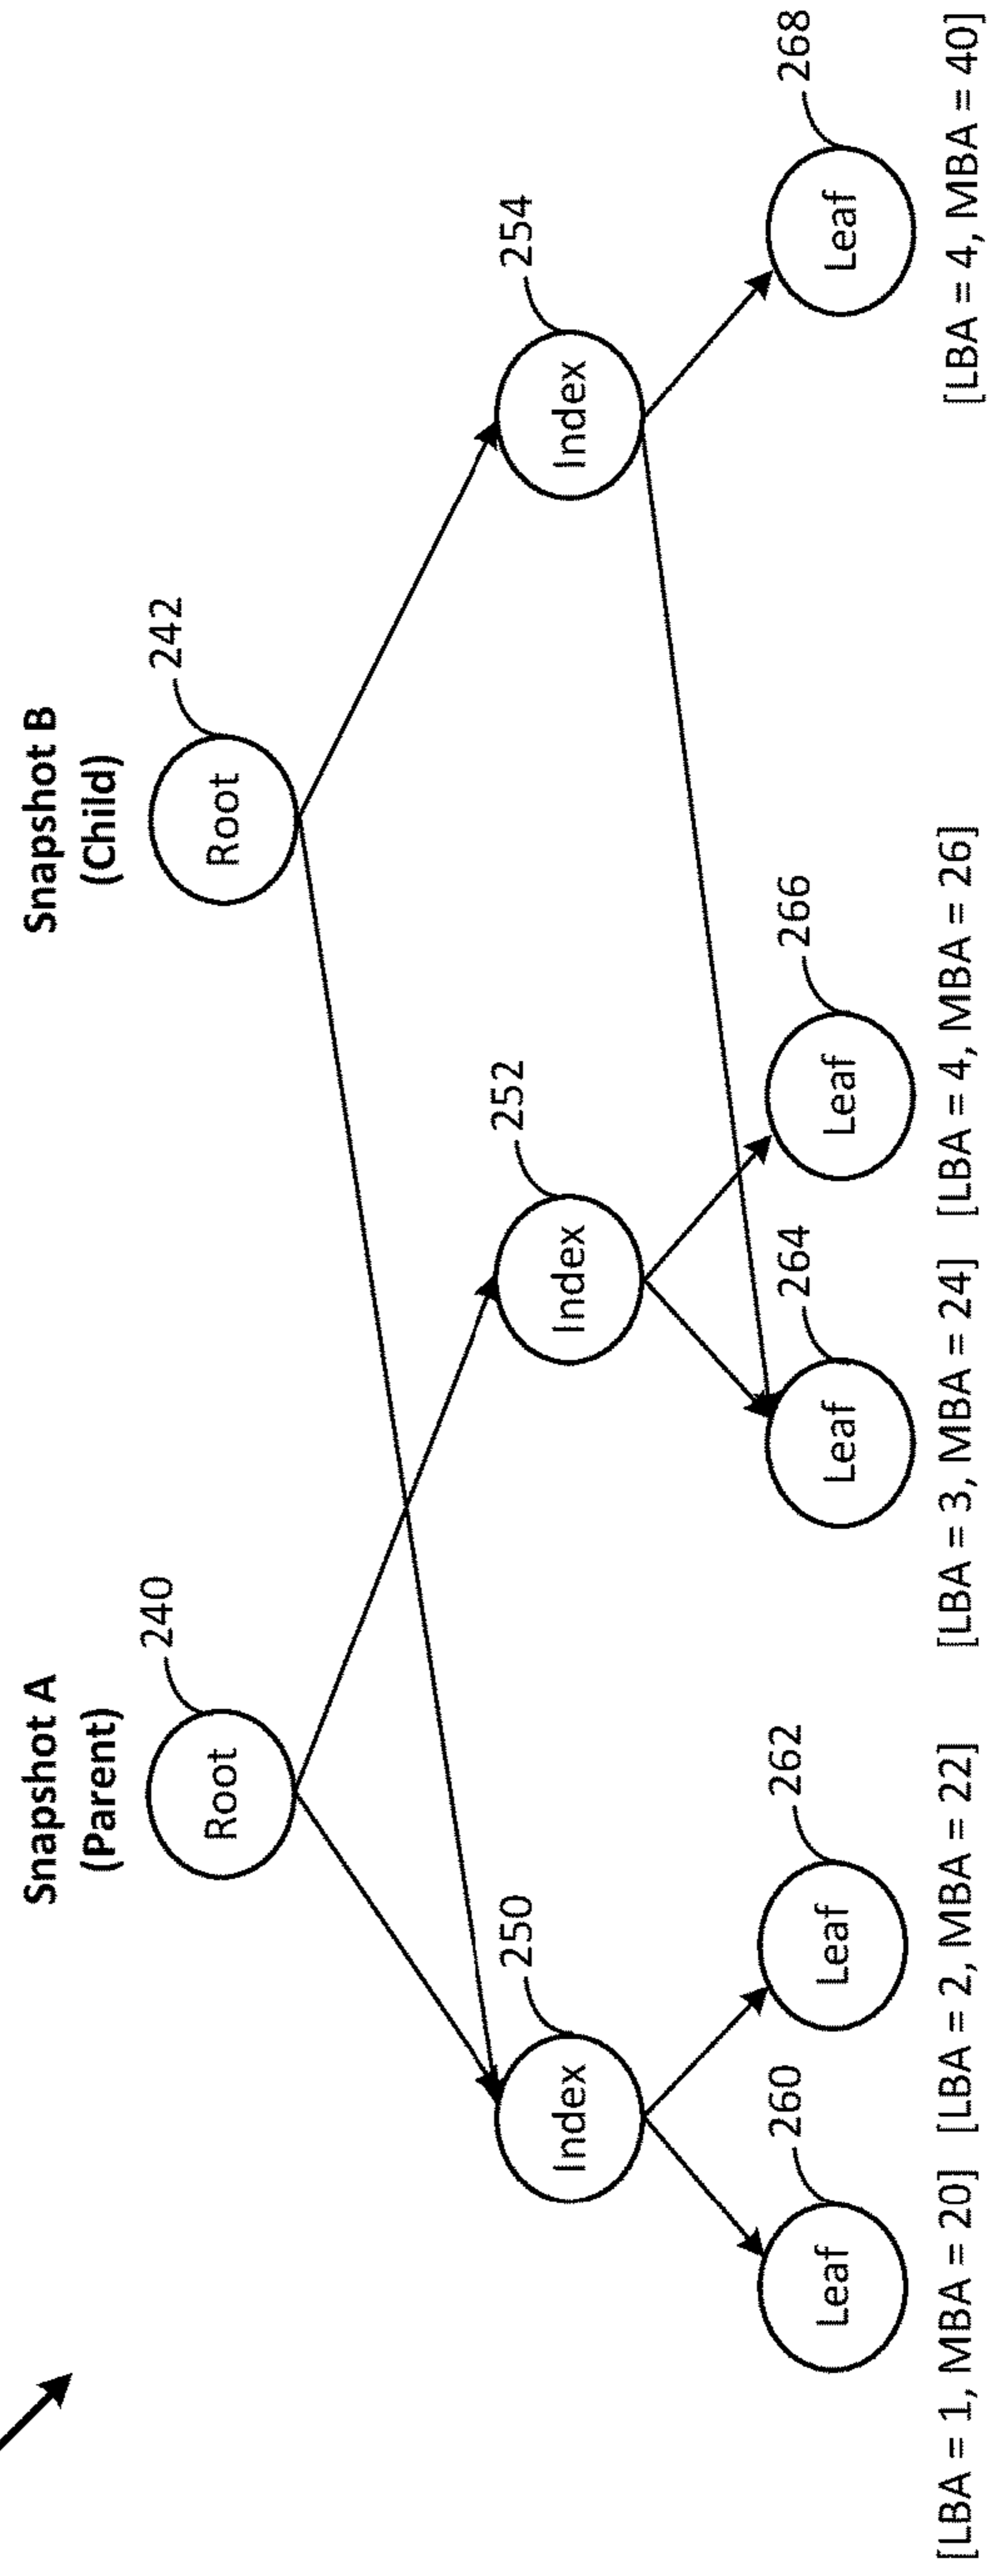 Snapshot A
(Parent)
Snapshot B
(Child)
Root
240
Root
242
Index
250
Index
252
Index
254
Leaf
260
Leaf
262
Leaf
264
Leaf
266
Leaf
268
[LBA = 1, MBA = 20]
[LBA = 2, MBA = 22]
[LBA = 3, MBA = 24]
[LBA = 4, MBA = 26]
[LBA = 4, MBA = 40]